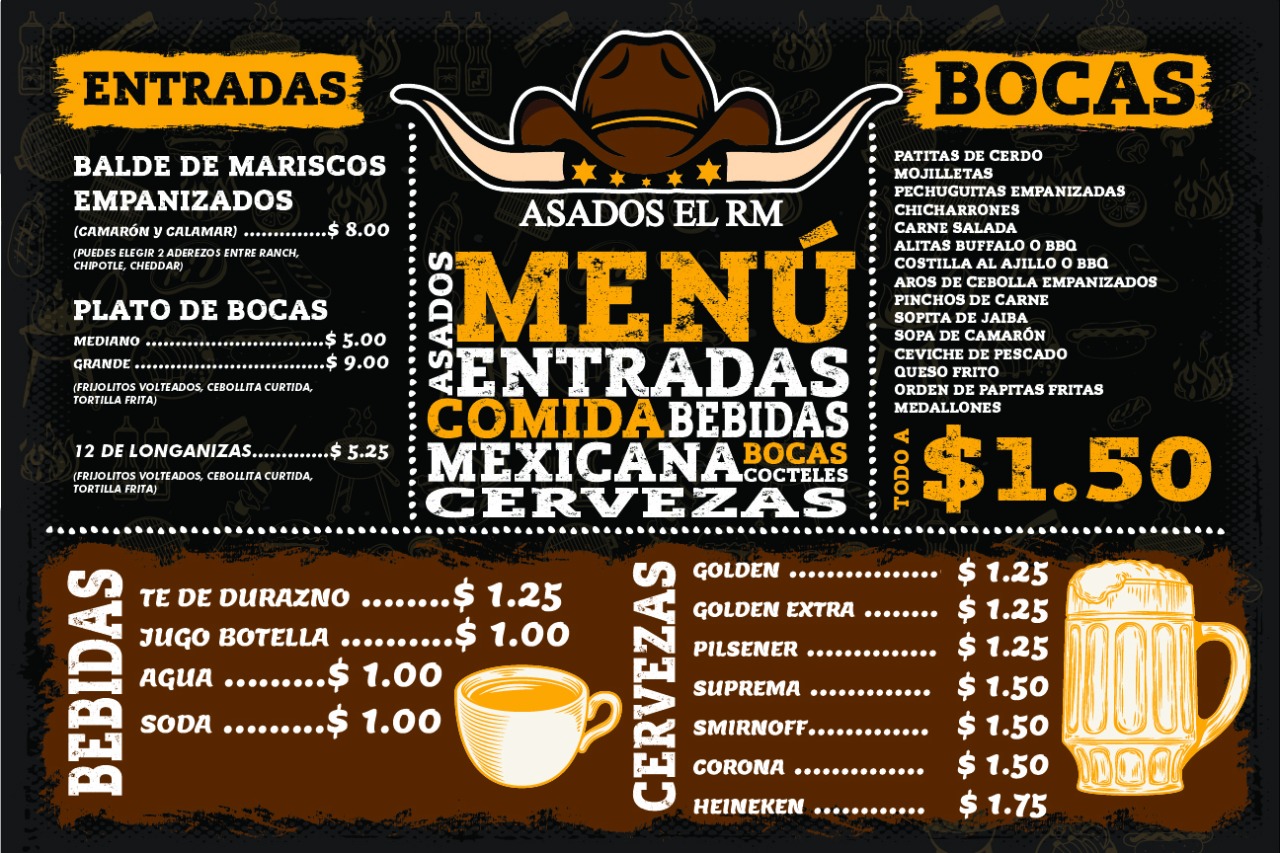 ENTRADAS
BALDE DE MARISCOS
EMPANIZADOS
(CAMARÓN y CALAMAR) ..............$ 8.00
(PUEDES ELEGIR 2 ADEREZOS ENTRE RANCH,
CHIPOTLE, CHEDDAR)
PLATO DE BOCAS
MEDIANO ..............................$ 5.00
GRANDE ................................$ 9.00
(FRIJOLITOS VOLTEADOS, CEBOLLITA CURTIDA,
TORTILLA FRITA)
12 DE LONGANIZAS.............$ 5.25
(FRIJOLITOS VOLTEADOS, CEBOLLITA CURTIDA,
TORTILLA FRITA)
ASADOS EL RM
ASADOS
MENÚ
ENTRADAS
COMIDA BEBIDAS
MEXICANA BOCAS
COCTELES
CERVEZAS
BOCAS
PATITAS DE CERDO
MOJILLETAS
PECHUGUITAS EMPANIZADAS
CHICHARRONES
CARNE SALADA
ALITAS BUFFALO O BBQ
COSTILLA AL AJILLO O BBQ
AROS DE CEBOLLA EMPANIZADOS
PINCHOS DE CARNE
SOPITA DE JAIBA
SOPA DE CAMARÓN
CEVICHE DE PESCADO
QUESO FRITO
ORDEN DE PAPITAS FRITAS
MEDALLONES
TODO A
$1.50
BEBIDAS
TE DE DURAZNO ........$ 1.25
JUGO BOTELLA ..........$ 1.00
AGUA .........$ 1.00
SODA .........$ 1.00
CERVEZAS
GOLDEN ................ $ 1.25
GOLDEN EXTRA ........ $ 1.25
PILSENER .............. $ 1.25
SUPREMA ............. $ 1.50
SMIRNOFF............. $ 1.50
CORONA .............. $ 1.50
HEINEKEN ............ $ 1.75